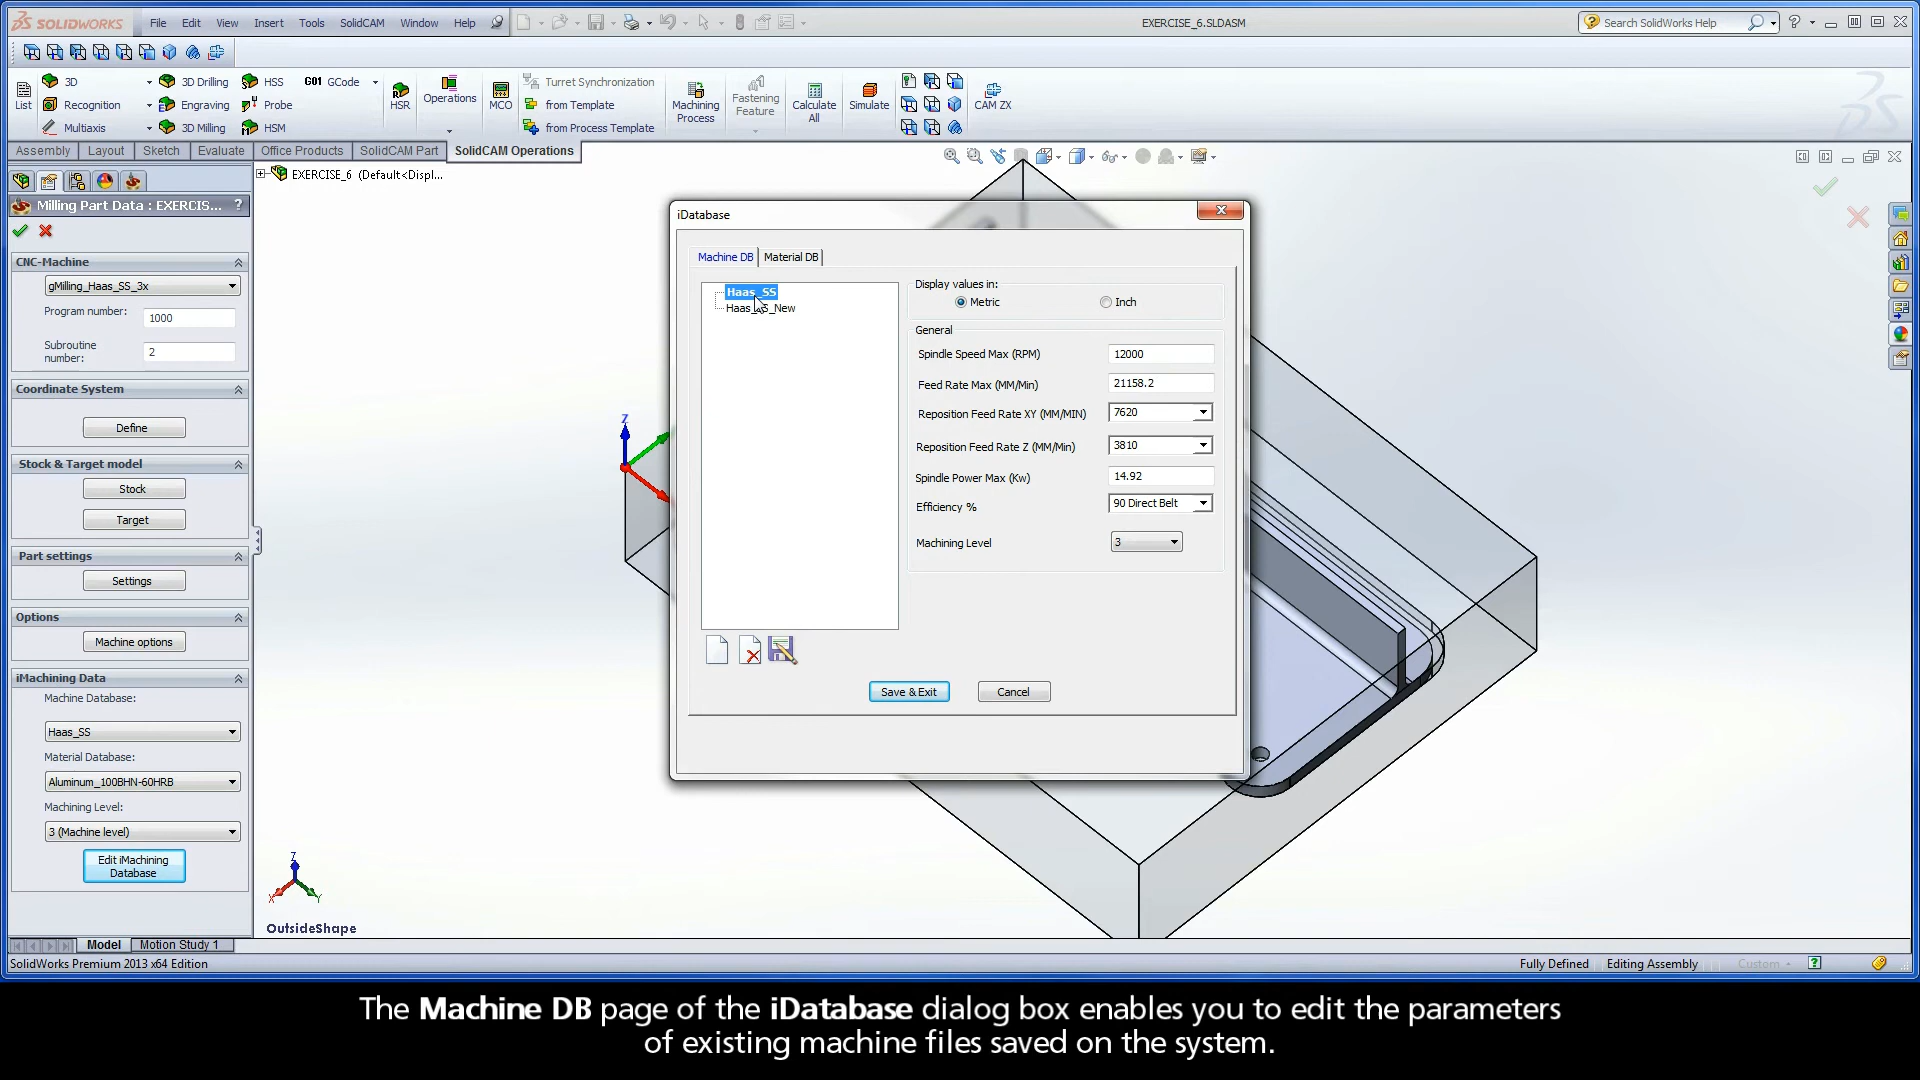 SOLIDWORKS File Edit View Insert Tools SolidCAM Window Help EXERCISE_6.SLDASM Search SolidWorks Help
3D 3D Drilling HSS G01 GCode Turret Synchronization
List Recognition Engraving Probe HSR Operations MCO from Template Machining Process Fastening Feature Calculate All Simulate CAM ZX
Multiaxis 3D Milling HSM from Process Template
Assembly Layout Sketch Evaluate Office Products SolidCAM Part SolidCAM Operations
EXERCISE_6 (Default<Displ...
Milling Part Data : EXERCIS... ?
CNC-Machine
gMilling_Haas_SS_3x
Program number: 1000
Subroutine number: 2
Coordinate System
Define
Stock & Target model
Stock
Target
Part settings
Settings
Options
Machine options
iMachining Data
Machine Database:
Haas_SS
Material Database:
Aluminum_100BHN-60HRB
Machining Level:
3 (Machine level)
Edit iMachining
Database
iDatabase
Machine DB Material DB
Haas_SS
Haas_SS_New
Display values in:
Metric Inch
General
Spindle Speed Max (RPM) 12000
Feed Rate Max (MM/Min) 21158.2
Reposition Feed Rate XY (MM/MIN) 7620
Reposition Feed Rate Z (MM/Min) 3810
Spindle Power Max (Kw) 14.92
Efficiency % 90 Direct Belt
Machining Level 3
Save & Exit Cancel
Z
Z
X Y
OutsideShape
Model Motion Study 1
SolidWorks Premium 2013 x64 Edition Fully Defined Editing Assembly Custom
The Machine DB page of the iDatabase dialog box enables you to edit the parameters
of existing machine files saved on the system.